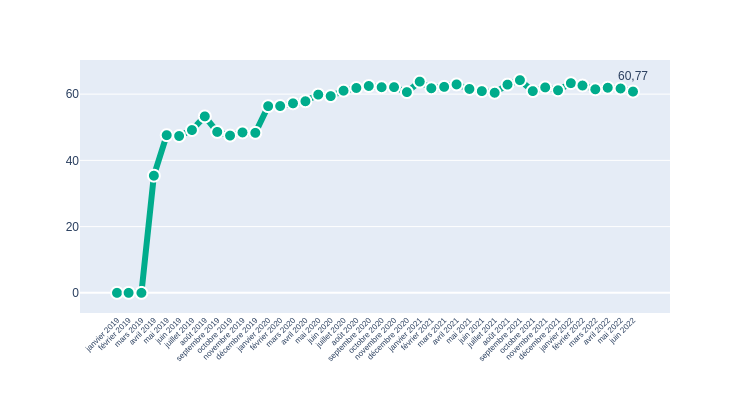 60,77
60
40
20
0
janvier 2019
février 2019
mars 2019
avril 2019
mai 2019
juin 2019
juillet 2019
août 2019
septembre 2019
octobre 2019
novembre 2019
décembre 2019
janvier 2020
février 2020
mars 2020
avril 2020
mai 2020
juin 2020
juillet 2020
août 2020
septembre 2020
octobre 2020
novembre 2020
décembre 2020
janvier 2021
février 2021
mars 2021
avril 2021
mai 2021
juin 2021
juillet 2021
août 2021
septembre 2021
octobre 2021
novembre 2021
décembre 2021
janvier 2022
février 2022
mars 2022
avril 2022
mai 2022
juin 2022